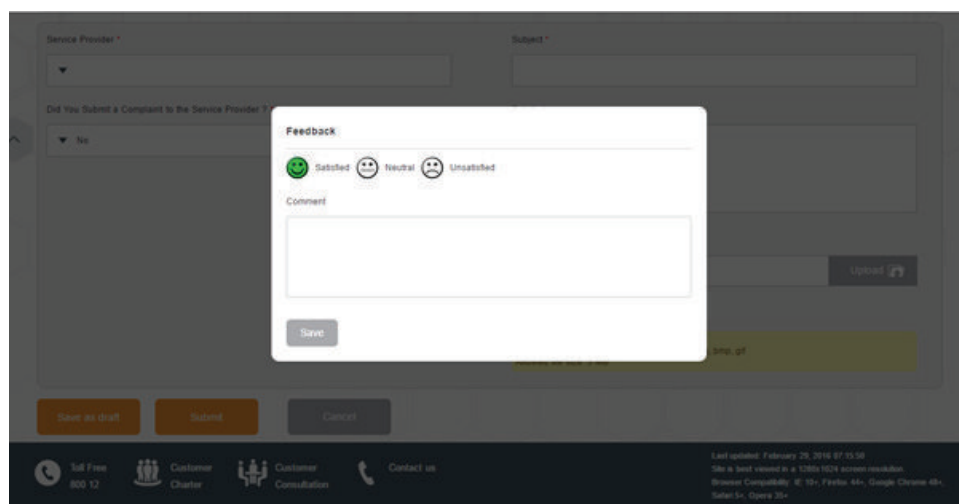 Service Provider *
Subject *
Did You Submit a Complaint to the Service Provider ?
No
Feedback
Satisfied
Neutral
Unsatisfied
Comment
Save
Upload
bmp, gif
Save as draft
Submit
Cancel
Toll Free
800 12
Customer
Charter
Customer
Consultation
Contact us
Last updated: February 29, 2016 07:15:58
Site is best viewed in a 1280x1024 screen resolution.
Browser Compatibility: IE 10+, Firefox 44+, Google Chrome 48+,
Safari 5+, Opera 35+